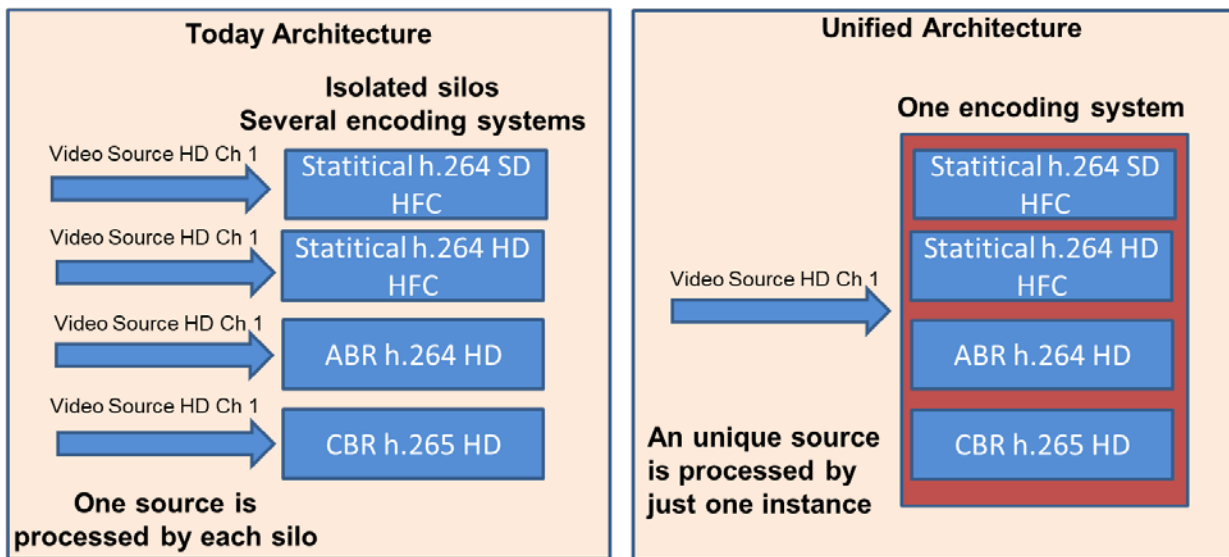 Today Architecture
Isolated silos
Several encoding systems
Video Source HD Ch 1
Statitical h.264 SD
HFC
Video Source HD Ch 1
Statitical h.264 HD
HFC
Video Source HD Ch 1
ABR h.264 HD
Video Source HD Ch 1
CBR h.265 HD
One source is
processed by each silo
Unified Architecture
One encoding system
Statitical h.264 SD
HFC
Statitical h.264 HD
HFC
Video Source HD Ch 1
ABR h.264 HD
CBR h.265 HD
An unique source
is processed by
just one instance